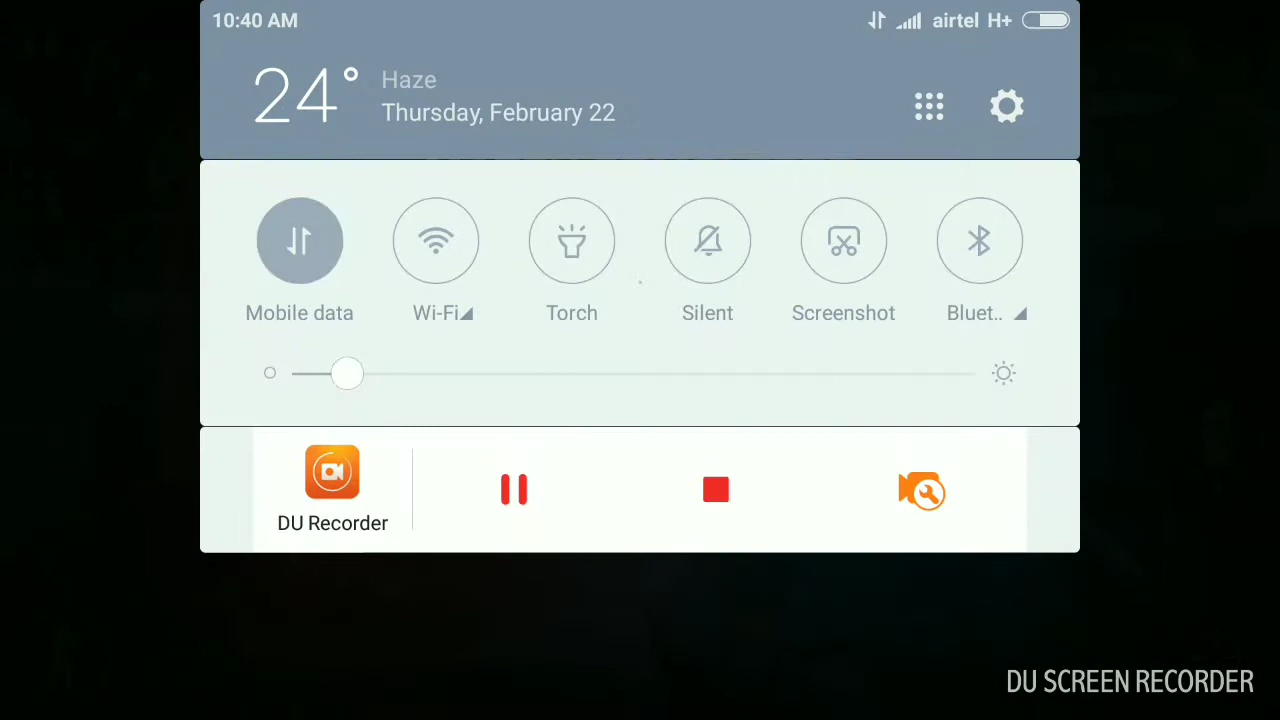 10:40 AM
airtel H+
24°
Haze
Thursday, February 22
Mobile data
Wi-Fi
Torch
Silent
Screenshot
Bluet..
DU Recorder
DU SCREEN RECORDER